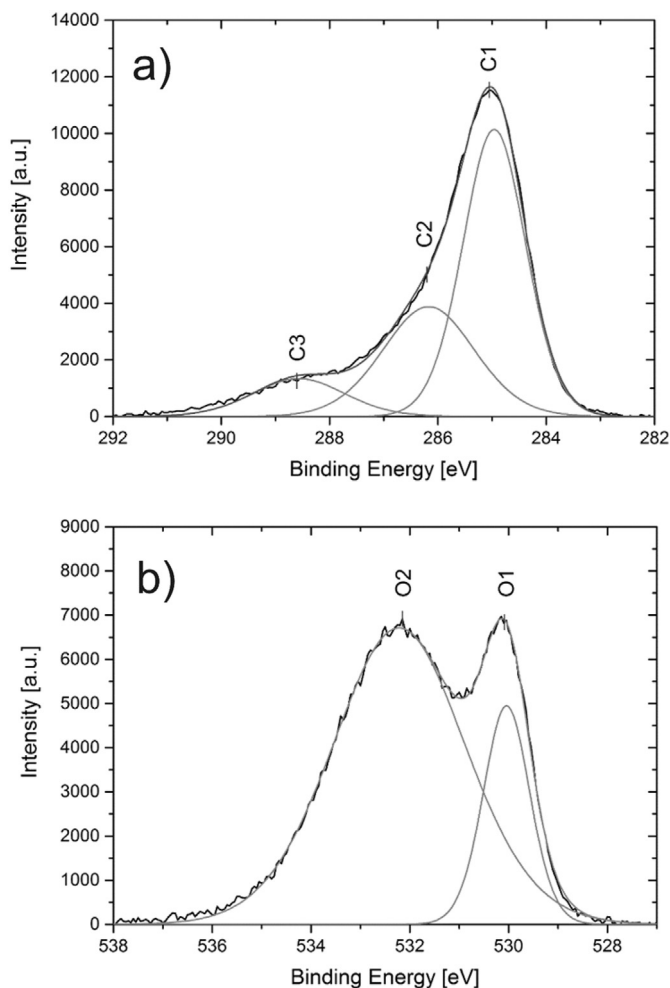 a)
C1
C2
C3
14000
12000
10000
8000
6000
4000
2000
0
Intensity [a.u.]
292
290
288
286
284
282
Binding Energy [eV]
b)
O2
O1
9000
8000
7000
6000
5000
4000
3000
2000
1000
0
Intensity [a.u.]
538
536
534
532
530
528
Binding Energy [eV]